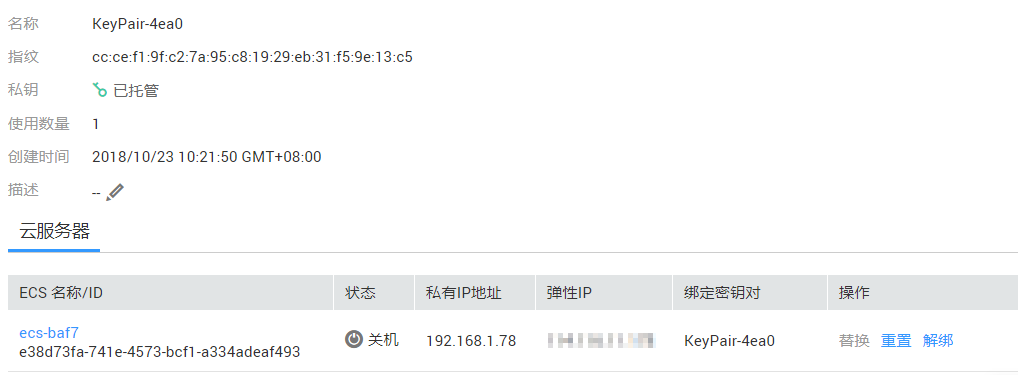 名称 KeyPair-4ea0
指纹 cc:ce:f1:9f:c2:7a:95:c8:19:29:eb:31:f5:9e:13:c5
私钥 已托管
使用数量 1
创建时间 2018/10/23 10:21:50 GMT+08:00
描述 --
云服务器
ECS 名称/ID 状态 私有IP地址 弹性IP 绑定密钥对 操作
ecs-baf7
关机 192.168.1.78 KeyPair-4ea0 替换 重置 解绑
e38d73fa-741e-4573-bcf1-a334adeaf493